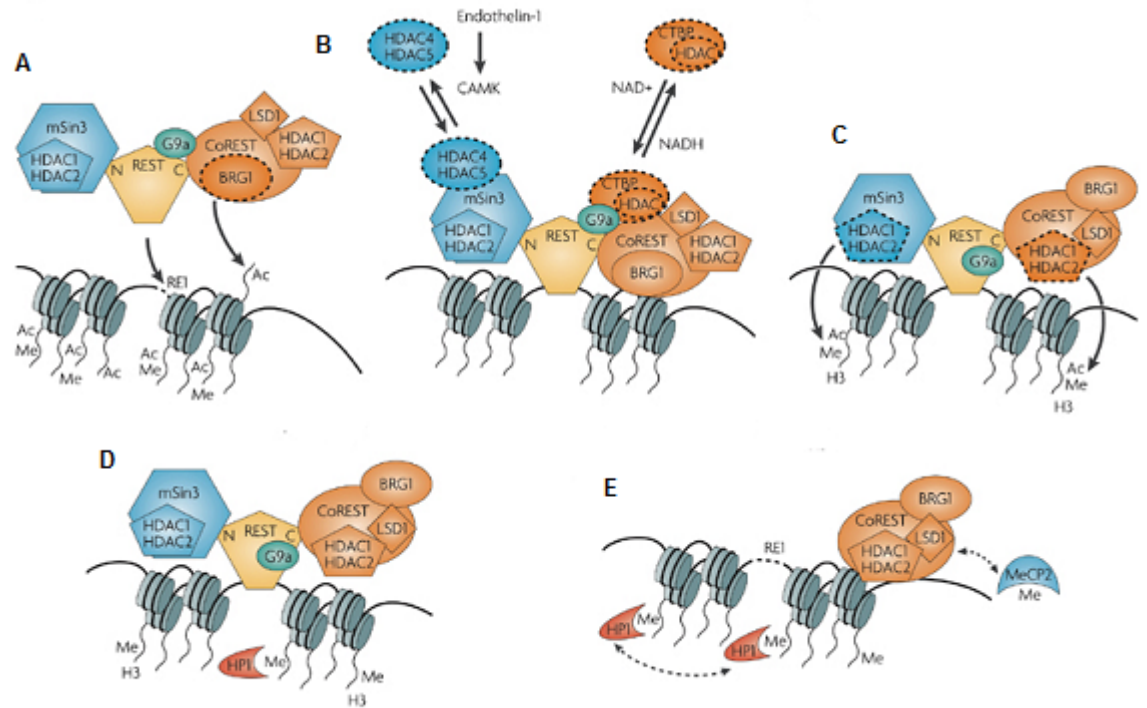 A
mSin3
HDAC1
HDAC2
N
REST
C
G9a
CoREST
BRG1
LSD1
HDAC1
HDAC2
RE1
Ac
Ac
Me
Ac
Me
Ac
Ac
Me
Ac
Me
B
HDAC4
HDAC5
Endothelin-1
CAMK
CTBP
HDAC
NAD+
NADH
HDAC4
HDAC5
mSin3
HDAC1
HDAC2
N
REST
C
G9a
CTBP
HDAC
LSD1
CoREST
HDAC1
HDAC2
BRG1
C
mSin3
HDAC1
HDAC2
N
REST
C
G9a
CoREST
BRG1
LSD1
HDAC1
HDAC2
Ac
Me
H3
Ac
Me
H3
D
mSin3
HDAC1
HDAC2
N
REST
C
G9a
CoREST
BRG1
LSD1
HDAC1
HDAC2
Me
H3
HP1
Me
H3
E
RE1
CoREST
BRG1
LSD1
HDAC1
HDAC2
MeCP2
Me
HP1
Me
HP1
Me
Me